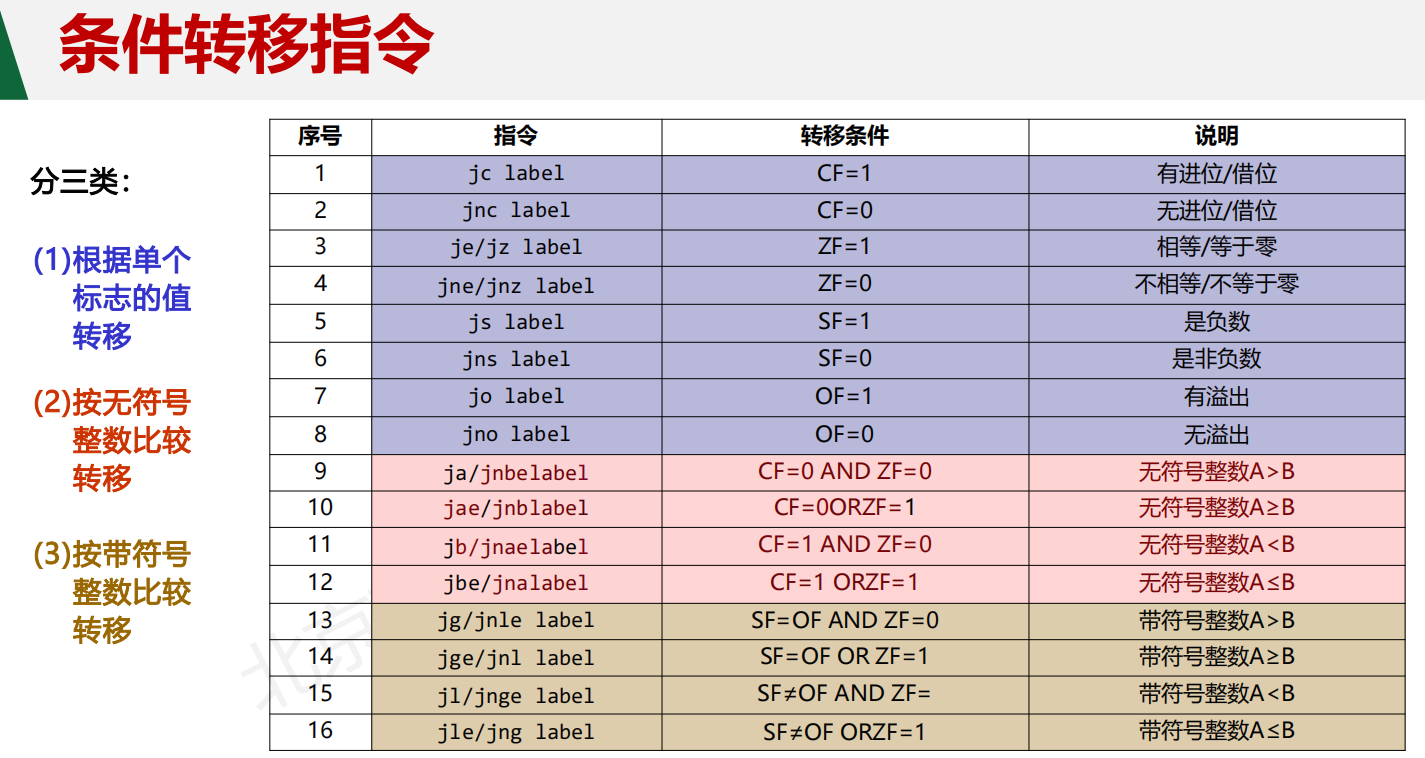 条件转移指令
分三类：
(1)根据单个
标志的值
转移
(2)按无符号
整数比较
转移
(3)按带符号
整数比较
转移
序号 指令 转移条件 说明
1 jc label CF=1 有进位/借位
2 jnc label CF=0 无进位/借位
3 je/jz label ZF=1 相等/等于零
4 jne/jnz label ZF=0 不相等/不等于零
5 js label SF=1 是负数
6 jns label SF=0 是非负数
7 jo label OF=1 有溢出
8 jno label OF=0 无溢出
9 ja/jnbelabel CF=0 AND ZF=0 无符号整数A>B
10 jae/jnblabel CF=0ORZF=1 无符号整数A≥B
11 jb/jnaelabel CF=1 AND ZF=0 无符号整数A<B
12 jbe/jnalabel CF=1 ORZF=1 无符号整数A≤B
13 jg/jnle label SF=OF AND ZF=0 带符号整数A>B
14 jge/jnl label SF=OF OR ZF=1 带符号整数A≥B
15 jl/jnge label SF≠OF AND ZF= 带符号整数A<B
16 jle/jng label SF≠OF ORZF=1 带符号整数A≤B
北京